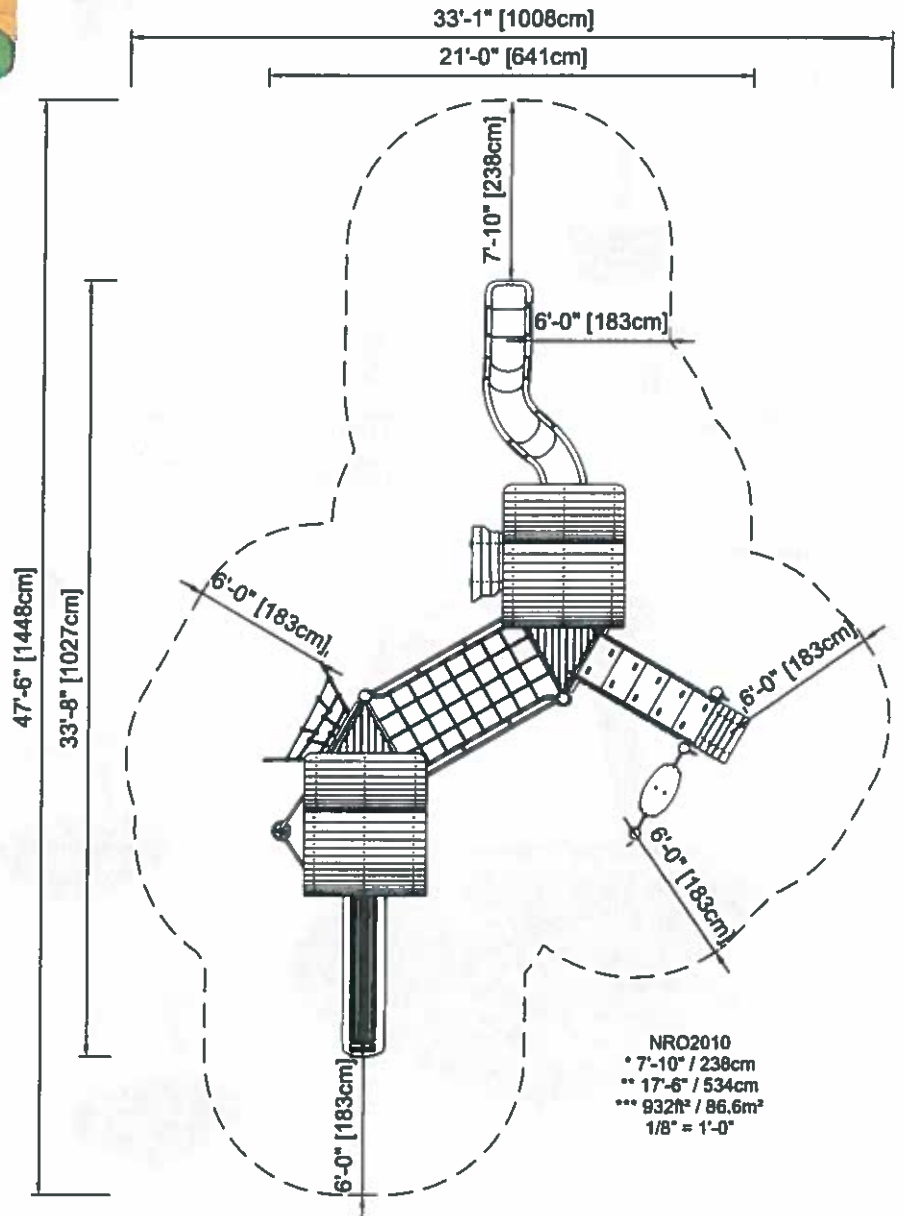 33'-1" [1008cm]
21'-0" [641cm]
7'-10" [238cm]
6'-0" [183cm]
47'-6" [1448cm]
33'-8" [1027cm]
6'-0" [183cm]
6'-0" [183cm]
6'-0" [183cm]
6'-0" [183cm]
NRO2010
* 7'-10" / 238cm
** 17'-6" / 534cm
*** 932ft² / 86.6m²
1/8" = 1'-0"